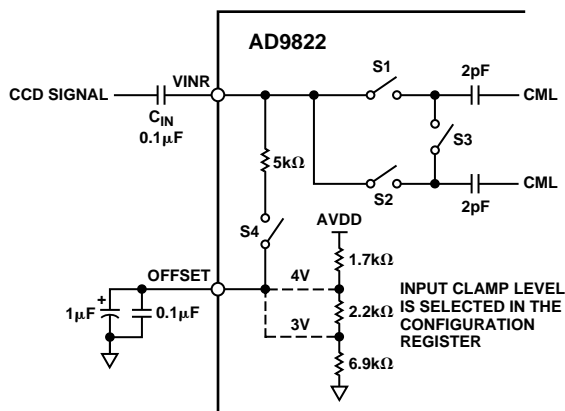 AD9822
S1
2pF
VINR
CCD SIGNAL
CML
CIN
0.1µF
S3
5kΩ
S2
CML
2pF
S4
AVDD
1.7kΩ
OFFSET
4V
INPUT CLAMP LEVEL
IS SELECTED IN THE
CONFIGURATION
REGISTER
+
1µF
0.1µF
2.2kΩ
3V
6.9kΩ